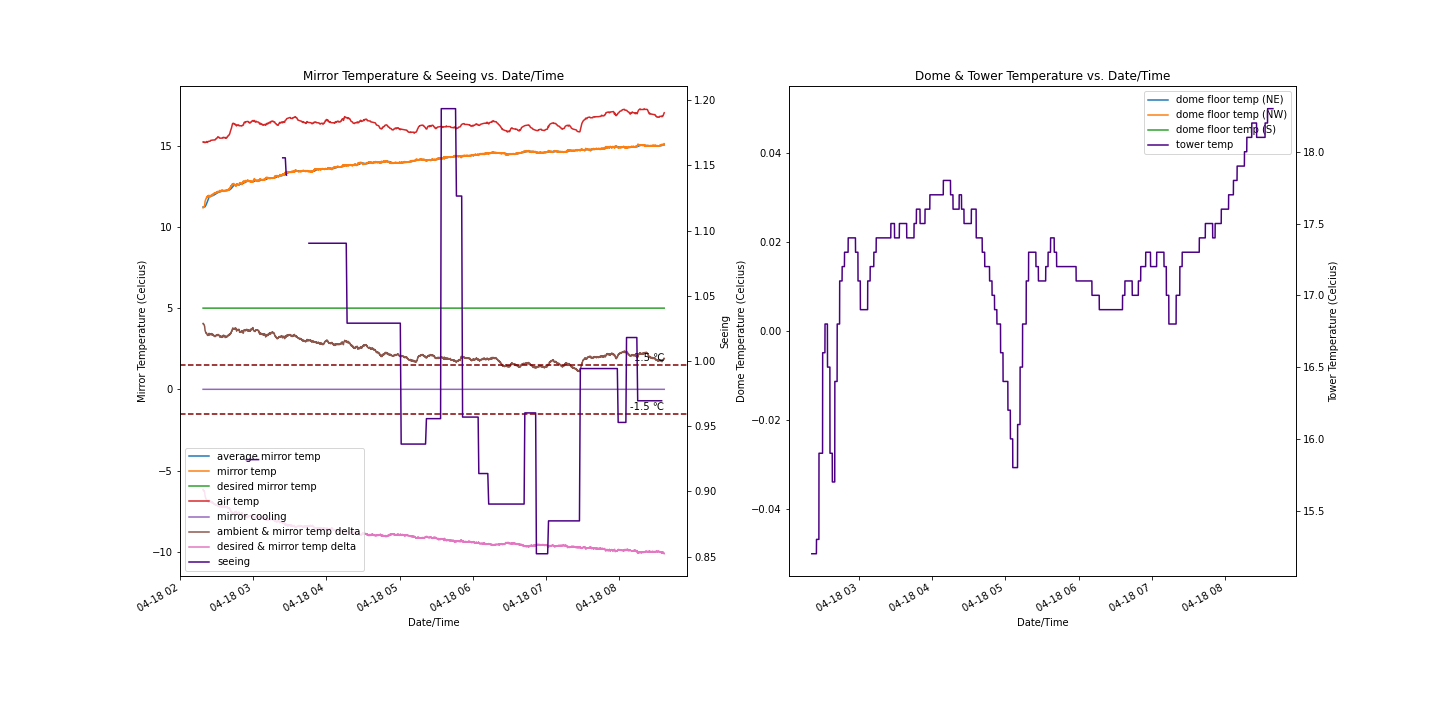 Mirror Temperature & Seeing vs. Date/Time
Mirror Temperature (Celcius)
15
10
5
0
−5
−10
1.20
1.15
1.10
1.05
1.00
0.95
0.90
0.85
Seeing
1.5 °C
-1.5 °C
average mirror temp
mirror temp
desired mirror temp
air temp
mirror cooling
ambient & mirror temp delta
desired & mirror temp delta
seeing
04-18 02
04-18 03
04-18 04
04-18 05
04-18 06
04-18 07
04-18 08
Date/Time
Dome & Tower Temperature vs. Date/Time
Dome Temperature (Celcius)
0.04
0.02
0.00
−0.02
−0.04
dome floor temp (NE)
dome floor temp (NW)
dome floor temp (S)
tower temp
18.0
17.5
17.0
16.5
16.0
15.5
Tower Temperature (Celcius)
04-18 03
04-18 04
04-18 05
04-18 06
04-18 07
04-18 08
Date/Time